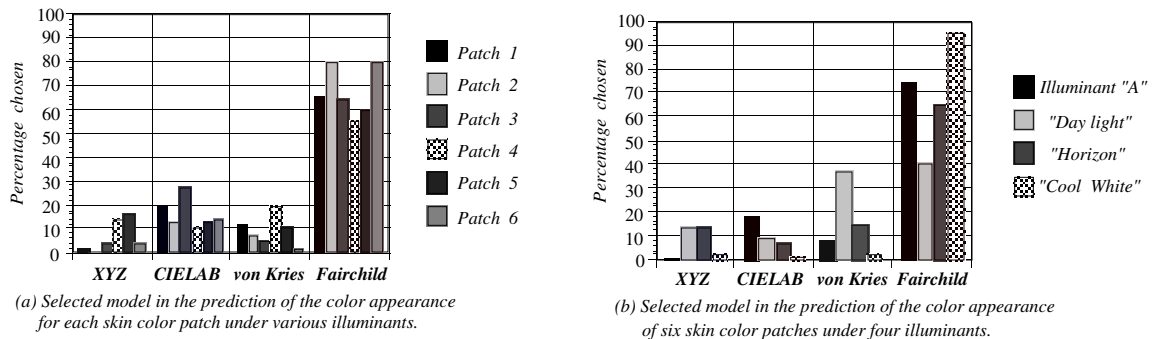 Percentage chosen
100
90
80
70
60
50
40
30
20
10
0
XYZ CIELAB von Kries Fairchild
Patch 1
Patch 2
Patch 3
Patch 4
Patch 5
Patch 6
(a) Selected model in the prediction of the color appearance
for each skin color patch under various illuminants.
Percentage chosen
100
90
80
70
60
50
40
30
20
10
0
XYZ CIELAB von Kries Fairchild
Illuminant "A"
"Day light"
"Horizon"
"Cool White"
(b) Selected model in the prediction of the color appearance
of six skin color patches under four illuminants.